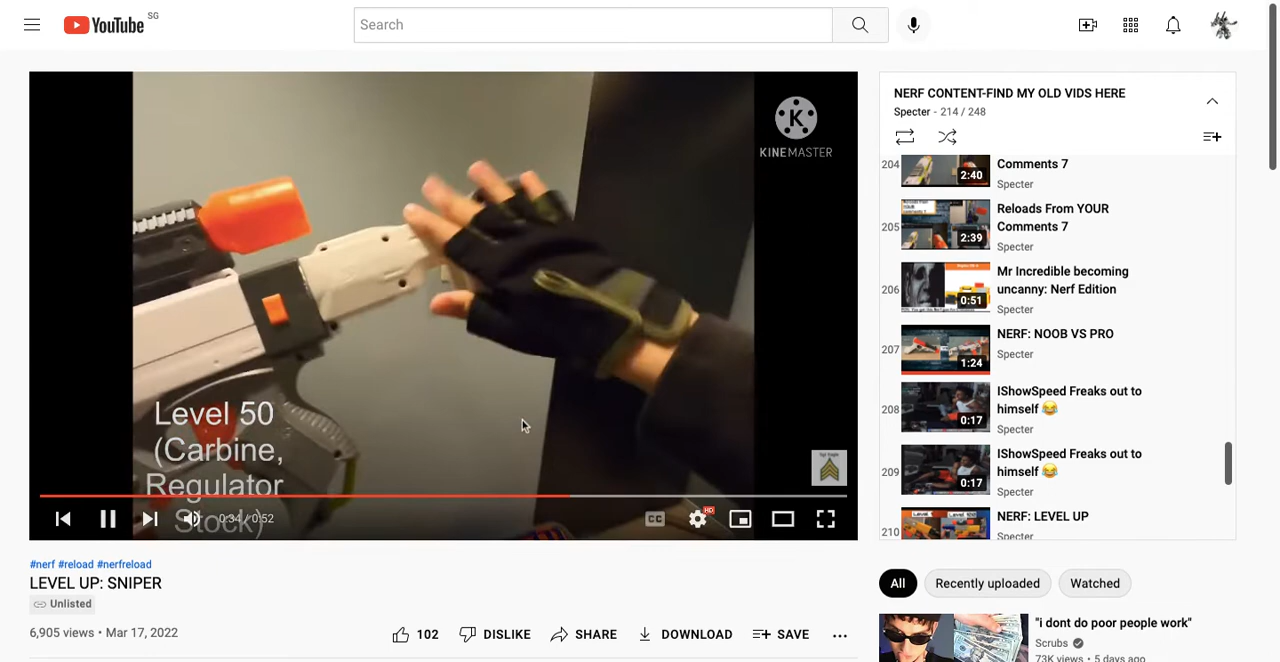 YouTube SG
Search
KINEMASTER
Level 50
(Carbine,
Regulator
Stock)
0:34 / 0:52
CC
HD
#nerf #reload #nerfreload
LEVEL UP: SNIPER
Unlisted
6,905 views • Mar 17, 2022
102
DISLIKE
SHARE
DOWNLOAD
SAVE
NERF CONTENT-FIND MY OLD VIDS HERE
Specter - 214 / 248
204
2:40
Comments 7
Specter
205
2:39
Reloads From YOUR
Comments 7
Specter
206
0:51
Mr Incredible becoming
uncanny: Nerf Edition
Specter
207
1:24
NERF: NOOB VS PRO
Specter
208
0:17
IShowSpeed Freaks out to
himself 😂
Specter
209
0:17
IShowSpeed Freaks out to
himself 😂
Specter
210
NERF: LEVEL UP
Specter
All
Recently uploaded
Watched
"i dont do poor people work"
Scrubs
73K views • 5 days ago